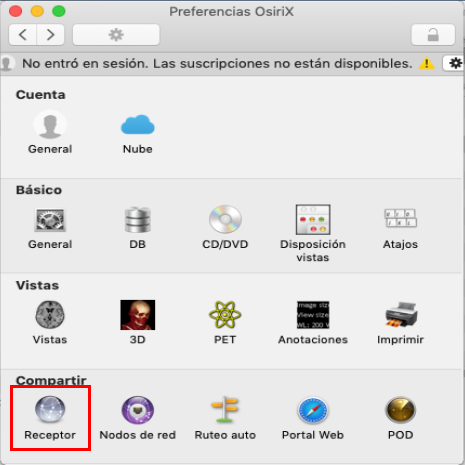 Preferencias OsiriX
No entró en sesión. Las suscripciones no están disponibles.
Cuenta
General Nube
Básico
General DB CD/DVD Disposición vistas Atajos
Vistas
Image size
View size
WL: 200 W
Vistas 3D PET Anotaciones Imprimir
Compartir
Receptor Nodos de red Ruteo auto Portal Web POD